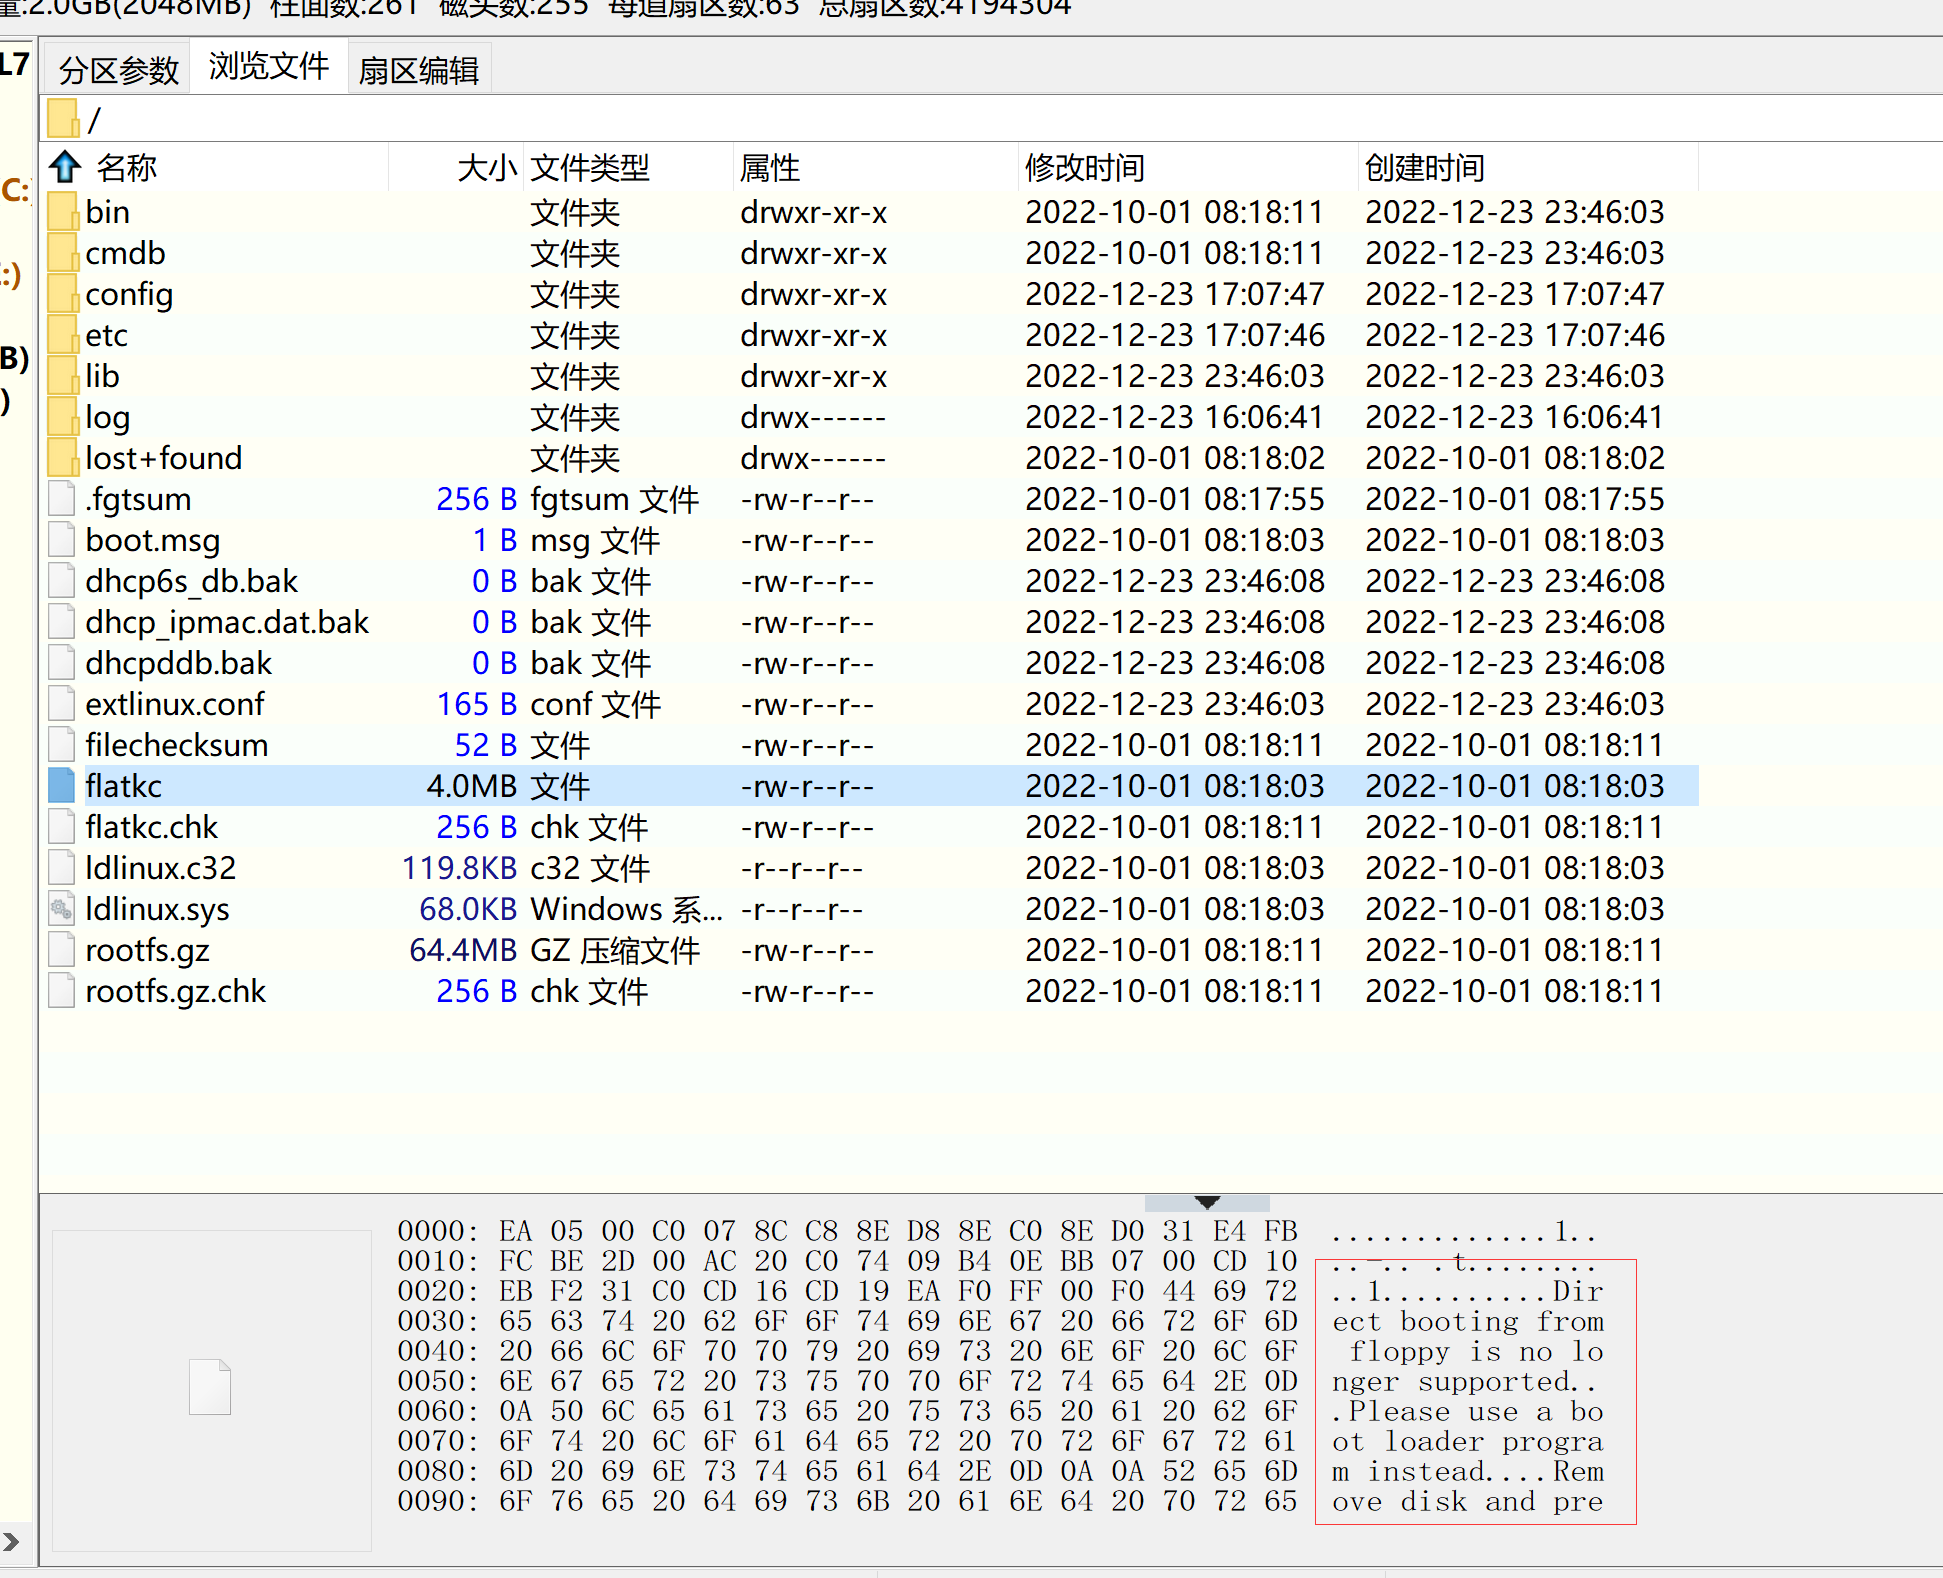 量:2.0GB(2048MB) 柱面数:261 磁头数:255 每道扇区数:63 总扇区数:4194304
L7
分区参数 浏览文件 扇区编辑
/
名称 大小 文件类型 属性 修改时间 创建时间
C:)
bin 文件夹 drwxr-xr-x 2022-10-01 08:18:11 2022-12-23 23:46:03
cmdb 文件夹 drwxr-xr-x 2022-10-01 08:18:11 2022-12-23 23:46:03
:)
config 文件夹 drwxr-xr-x 2022-12-23 17:07:47 2022-12-23 17:07:47
etc 文件夹 drwxr-xr-x 2022-12-23 17:07:46 2022-12-23 17:07:46
B)
lib 文件夹 drwxr-xr-x 2022-12-23 23:46:03 2022-12-23 23:46:03
)
log 文件夹 drwx------ 2022-12-23 16:06:41 2022-12-23 16:06:41
lost+found 文件夹 drwx------ 2022-10-01 08:18:02 2022-10-01 08:18:02
.fgtsum 256 B fgtsum 文件 -rw-r--r-- 2022-10-01 08:17:55 2022-10-01 08:17:55
boot.msg 1 B msg 文件 -rw-r--r-- 2022-10-01 08:18:03 2022-10-01 08:18:03
dhcp6s_db.bak 0 B bak 文件 -rw-r--r-- 2022-12-23 23:46:08 2022-12-23 23:46:08
dhcp_ipmac.dat.bak 0 B bak 文件 -rw-r--r-- 2022-12-23 23:46:08 2022-12-23 23:46:08
dhcpddb.bak 0 B bak 文件 -rw-r--r-- 2022-12-23 23:46:08 2022-12-23 23:46:08
extlinux.conf 165 B conf 文件 -rw-r--r-- 2022-12-23 23:46:03 2022-12-23 23:46:03
filechecksum 52 B 文件 -rw-r--r-- 2022-10-01 08:18:11 2022-10-01 08:18:11
flatkc 4.0MB 文件 -rw-r--r-- 2022-10-01 08:18:03 2022-10-01 08:18:03
flatkc.chk 256 B chk 文件 -rw-r--r-- 2022-10-01 08:18:11 2022-10-01 08:18:11
ldlinux.c32 119.8KB c32 文件 -r--r--r-- 2022-10-01 08:18:03 2022-10-01 08:18:03
ldlinux.sys 68.0KB Windows 系... -r--r--r-- 2022-10-01 08:18:03 2022-10-01 08:18:03
rootfs.gz 64.4MB GZ 压缩文件 -rw-r--r-- 2022-10-01 08:18:11 2022-10-01 08:18:11
rootfs.gz.chk 256 B chk 文件 -rw-r--r-- 2022-10-01 08:18:11 2022-10-01 08:18:11
0000: EA 05 00 C0 07 8C C8 8E D8 8E C0 8E D0 31 E4 FB .............1..
0010: FC BE 2D 00 AC 20 C0 74 09 B4 0E BB 07 00 CD 10 ..-.. .t........
0020: EB F2 31 C0 CD 16 CD 19 EA F0 FF 00 F0 44 69 72 ..1..........Dir
0030: 65 63 74 20 62 6F 6F 74 69 6E 67 20 66 72 6F 6D ect booting from
0040: 20 66 6C 6F 70 70 79 20 69 73 20 6E 6F 20 6C 6F  floppy is no lo
0050: 6E 67 65 72 20 73 75 70 70 6F 72 74 65 64 2E 0D nger supported..
0060: 0A 50 6C 65 61 73 65 20 75 73 65 20 61 20 62 6F .Please use a bo
0070: 6F 74 20 6C 6F 61 64 65 72 20 70 72 6F 67 72 61 ot loader progra
0080: 6D 20 69 6E 73 74 65 61 64 2E 0D 0A 0A 52 65 6D m instead....Rem
0090: 6F 76 65 20 64 69 73 6B 20 61 6E 64 20 70 72 65 ove disk and pre